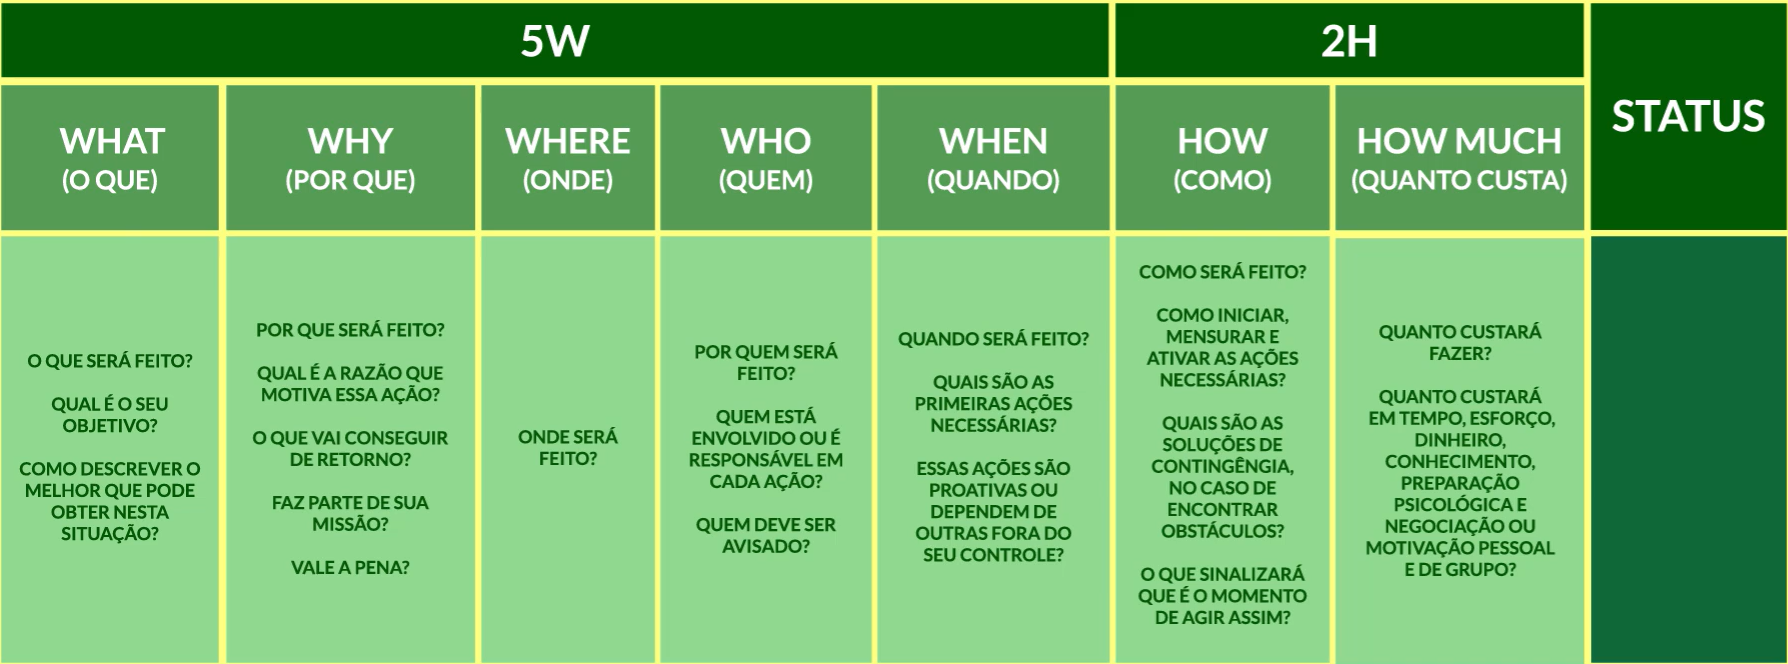 5W
2H
STATUS
WHAT
(O QUE)
WHY
(POR QUE)
WHERE
(ONDE)
WHO
(QUEM)
WHEN
(QUANDO)
HOW
(COMO)
HOW MUCH
(QUANTO CUSTA)
O QUE SERÁ FEITO?
QUAL É O SEU
OBJETIVO?
COMO DESCREVER O
MELHOR QUE PODE
OBTER NESTA
SITUAÇÃO?
POR QUE SERÁ FEITO?
QUAL É A RAZÃO QUE
MOTIVA ESSA AÇÃO?
O QUE VAI CONSEGUIR
DE RETORNO?
FAZ PARTE DE SUA
MISSÃO?
VALE A PENA?
ONDE SERÁ
FEITO?
POR QUEM SERÁ
FEITO?
QUEM ESTÁ
ENVOLVIDO OU É
RESPONSÁVEL EM
CADA AÇÃO?
QUEM DEVE SER
AVISADO?
QUANDO SERÁ FEITO?
QUAIS SÃO AS
PRIMEIRAS AÇÕES
NECESSÁRIAS?
ESSAS AÇÕES SÃO
PROATIVAS OU
DEPENDEM DE
OUTRAS FORA DO
SEU CONTROLE?
COMO SERÁ FEITO?
COMO INICIAR,
MENSURAR E
ATIVAR AS AÇÕES
NECESSÁRIAS?
QUAIS SÃO AS
SOLUÇÕES DE
CONTINGÊNGIA,
NO CASO DE
ENCONTRAR
OBSTÁCULOS?
O QUE SINALIZARÁ
QUE É O MOMENTO
DE AGIR ASSIM?
QUANTO CUSTARÁ
FAZER?
QUANTO CUSTARÁ
EM TEMPO, ESFORÇO,
DINHEIRO,
CONHECIMENTO,
PREPARAÇÃO
PSICOLÓGICA E
NEGOCIAÇÃO OU
MOTIVAÇÃO PESSOAL
E DE GRUPO?